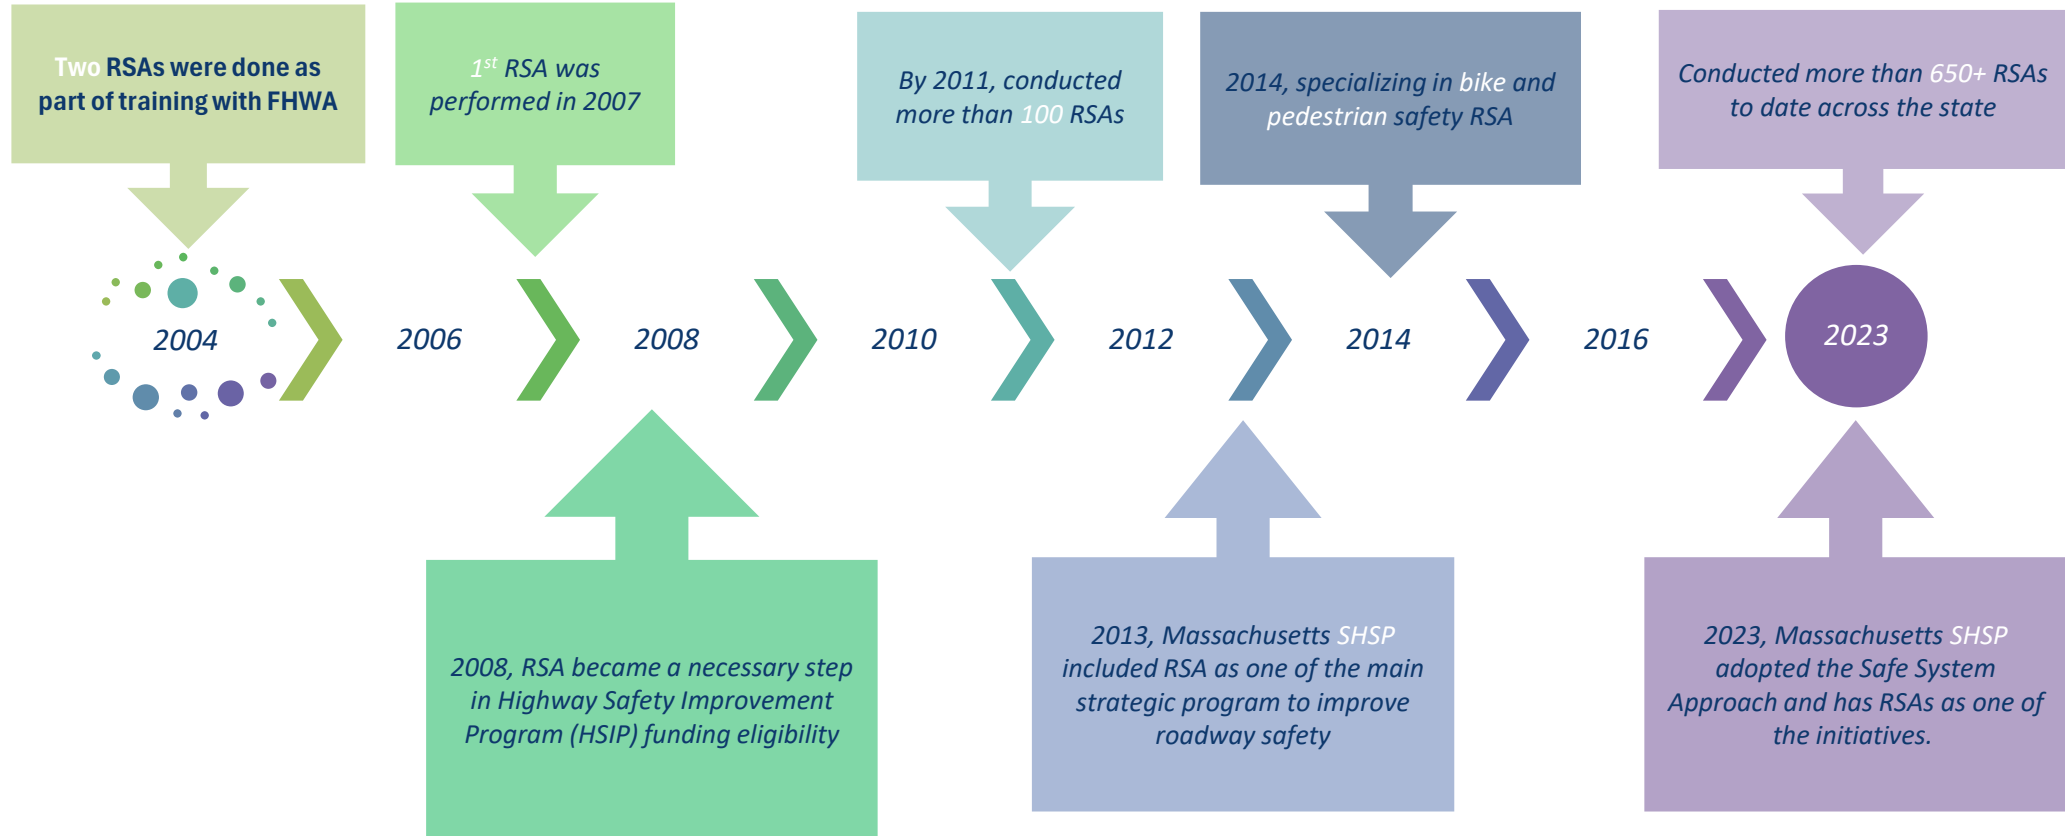 Two RSAs were done as
part of training with FHWA
1st RSA was
performed in 2007
By 2011, conducted
more than 100 RSAs
2014, specializing in bike and
pedestrian safety RSA
Conducted more than 650+ RSAs
to date across the state
2004
2006
2008
2010
2012
2014
2016
2023
2008, RSA became a necessary step
in Highway Safety Improvement
Program (HSIP) funding eligibility
2013, Massachusetts SHSP
included RSA as one of the main
strategic program to improve
roadway safety
2023, Massachusetts SHSP
adopted the Safe System
Approach and has RSAs as one of
the initiatives.